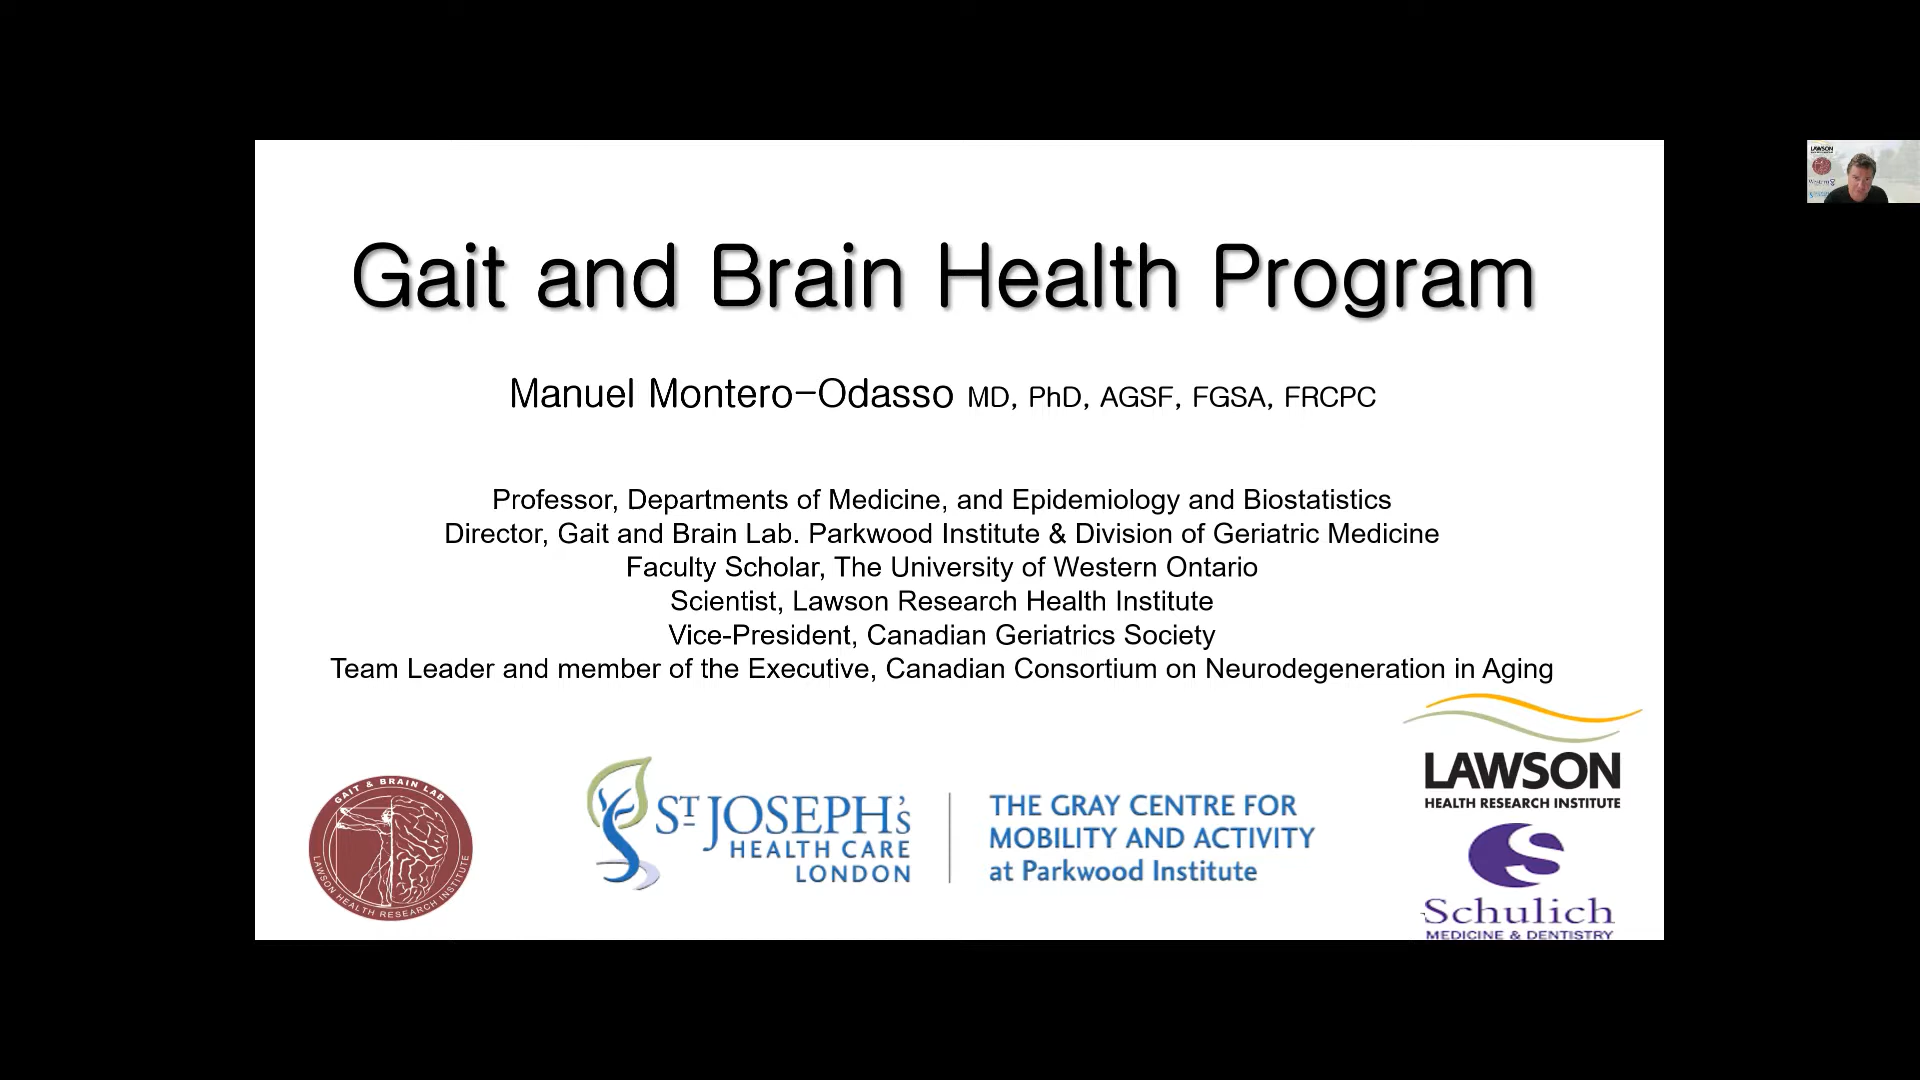 Gait and Brain Health Program
Manuel Montero-Odasso MD, PhD, AGSF, FGSA, FRCPC
Professor, Departments of Medicine, and Epidemiology and Biostatistics
Director, Gait and Brain Lab. Parkwood Institute & Division of Geriatric Medicine
Faculty Scholar, The University of Western Ontario
Scientist, Lawson Research Health Institute
Vice-President, Canadian Geriatrics Society
Team Leader and member of the Executive, Canadian Consortium on Neurodegeneration in Aging
GAIT & BRAIN LAB
LAWSON HEALTH RESEARCH INSTITUTE
ST JOSEPH'S
HEALTH CARE
LONDON
THE GRAY CENTRE FOR
MOBILITY AND ACTIVITY
at Parkwood Institute
LAWSON
HEALTH RESEARCH INSTITUTE
Schulich
MEDICINE & DENTISTRY
LAWSON
Western